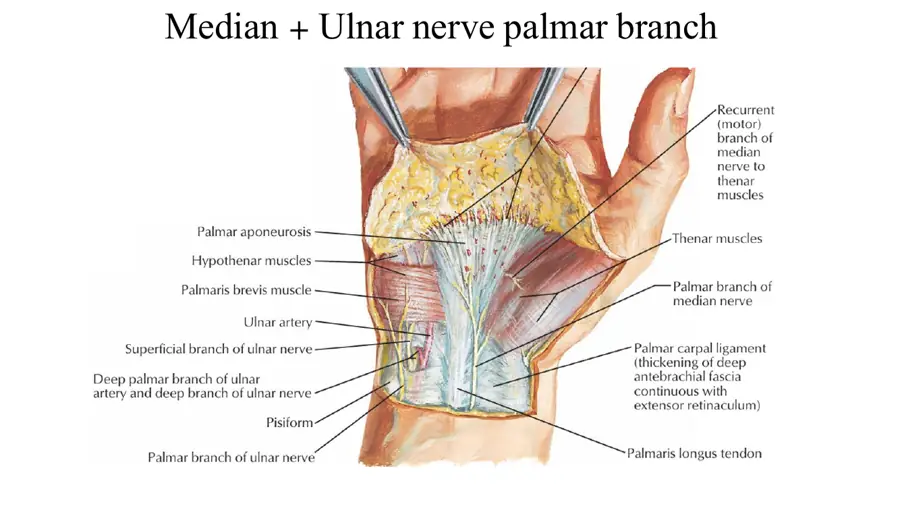 Median + Ulnar nerve palmar branch
Palmar aponeurosis
Hypothenar muscles
Palmaris brevis muscle
Ulnar artery
Superficial branch of ulnar nerve
Deep palmar branch of ulnar
artery and deep branch of ulnar nerve
Pisiform
Palmar branch of ulnar nerve
Recurrent
(motor)
branch of
median
nerve to
thenar
muscles
Thenar muscles
Palmar branch of
median nerve
Palmar carpal ligament
(thickening of deep
antebrachial fascia
continuous with
extensor retinaculum)
Palmaris longus tendon